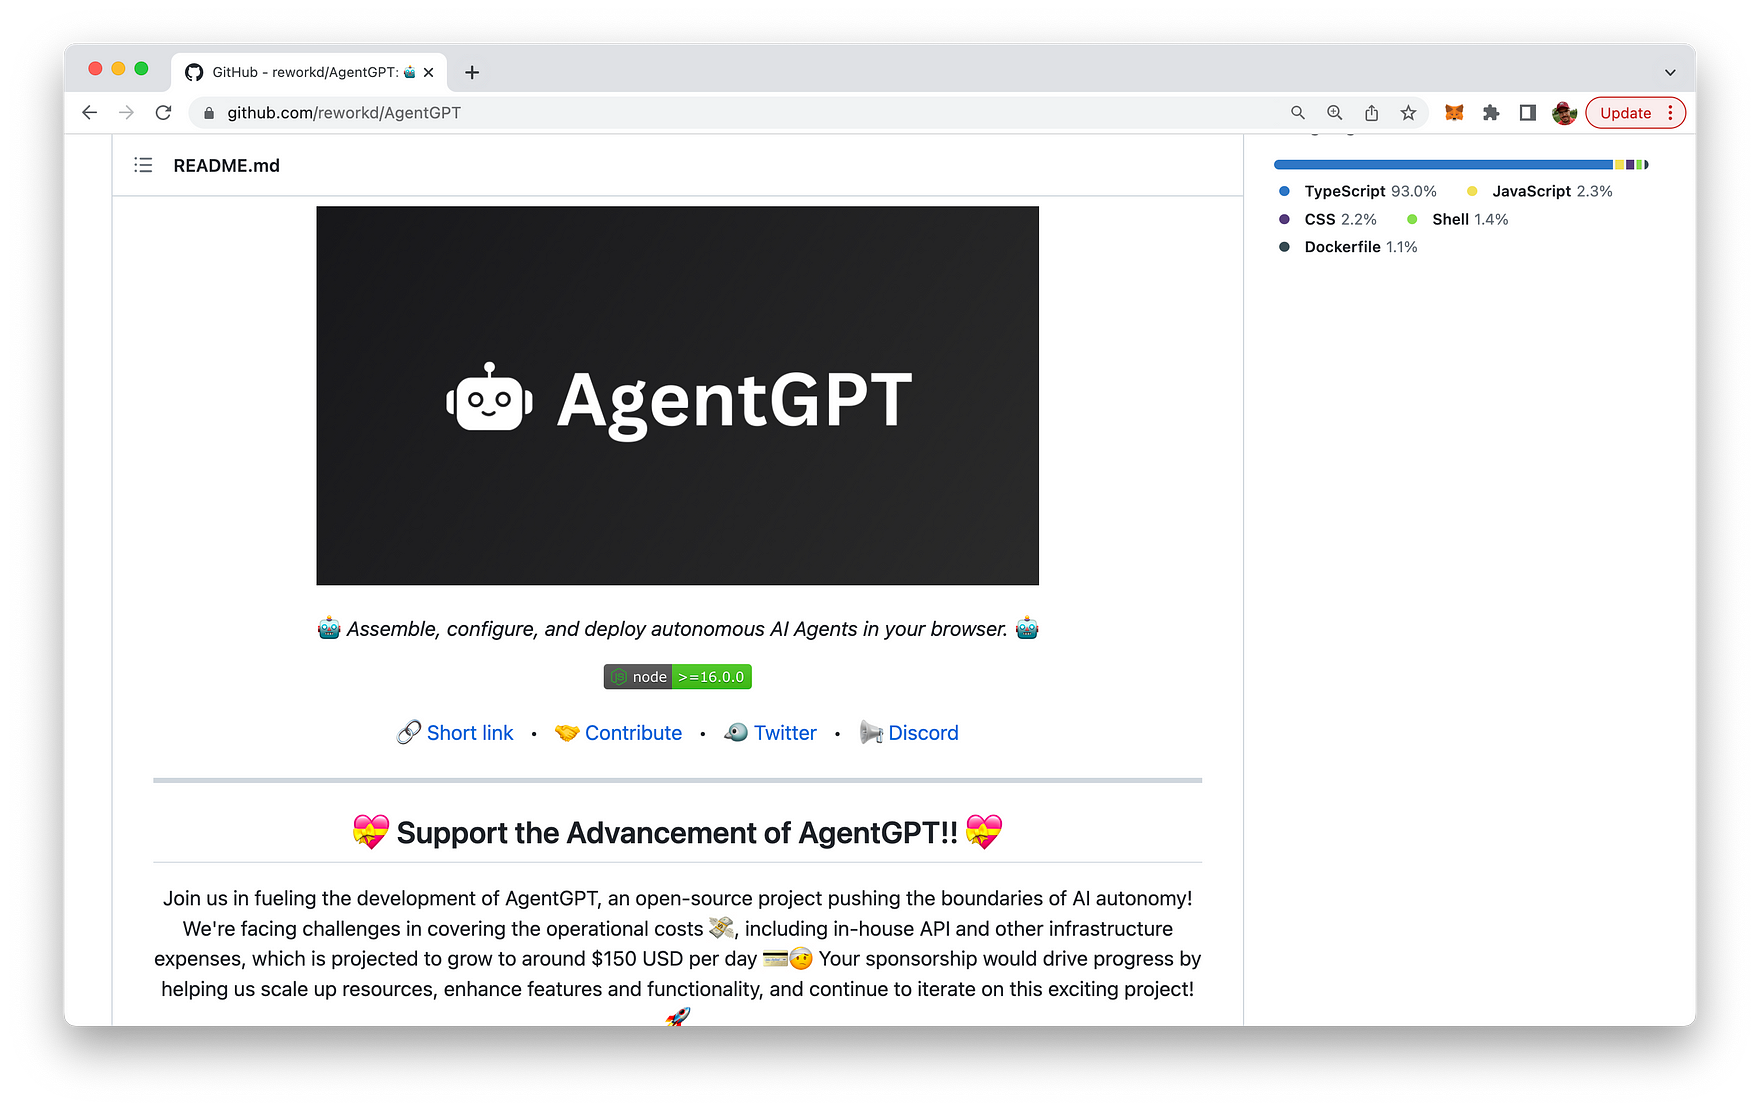 GitHub - reworkd/AgentGPT: 🤖
github.com/reworkd/AgentGPT
Update
README.md
AgentGPT
🤖 Assemble, configure, and deploy autonomous AI Agents in your browser. 🤖
node >=16.0.0
🔗 Short link • 🤝 Contribute • 🐦 Twitter • 📢 Discord
💝 Support the Advancement of AgentGPT!! 💝
Join us in fueling the development of AgentGPT, an open-source project pushing the boundaries of AI autonomy!
We're facing challenges in covering the operational costs 💸, including in-house API and other infrastructure
expenses, which is projected to grow to around $150 USD per day 💳🤕 Your sponsorship would drive progress by
helping us scale up resources, enhance features and functionality, and continue to iterate on this exciting project!
🚀
TypeScript 93.0% JavaScript 2.3%
CSS 2.2% Shell 1.4%
Dockerfile 1.1%